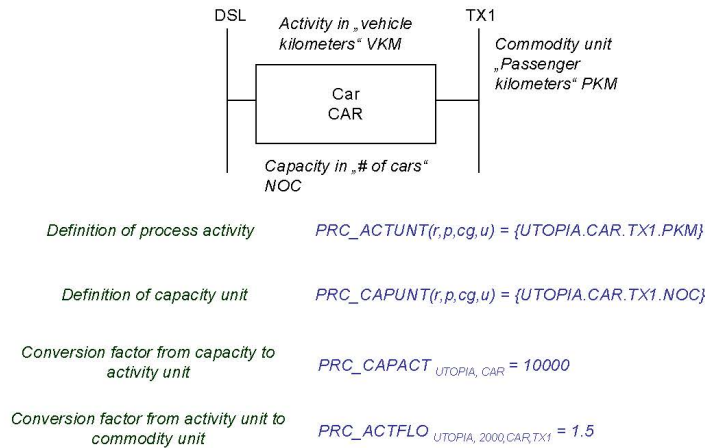 DSL
Activity in „vehicle
kilometers“ VKM
TX1
Commodity unit
„Passenger
kilometers“ PKM
Car
CAR
Capacity in „# of cars“
NOC
Definition of process activity
PRC_ACTUNT(r,p,cg,u) = {UTOPIA.CAR.TX1.PKM}
Definition of capacity unit
PRC_CAPUNT(r,p,cg,u) = {UTOPIA.CAR.TX1.NOC}
Conversion factor from capacity to
activity unit
PRC_CAPACT UTOPIA, CAR = 10000
Conversion factor from activity unit to
commodity unit
PRC_ACTFLO UTOPIA, 2000,CAR,TX1 = 1.5